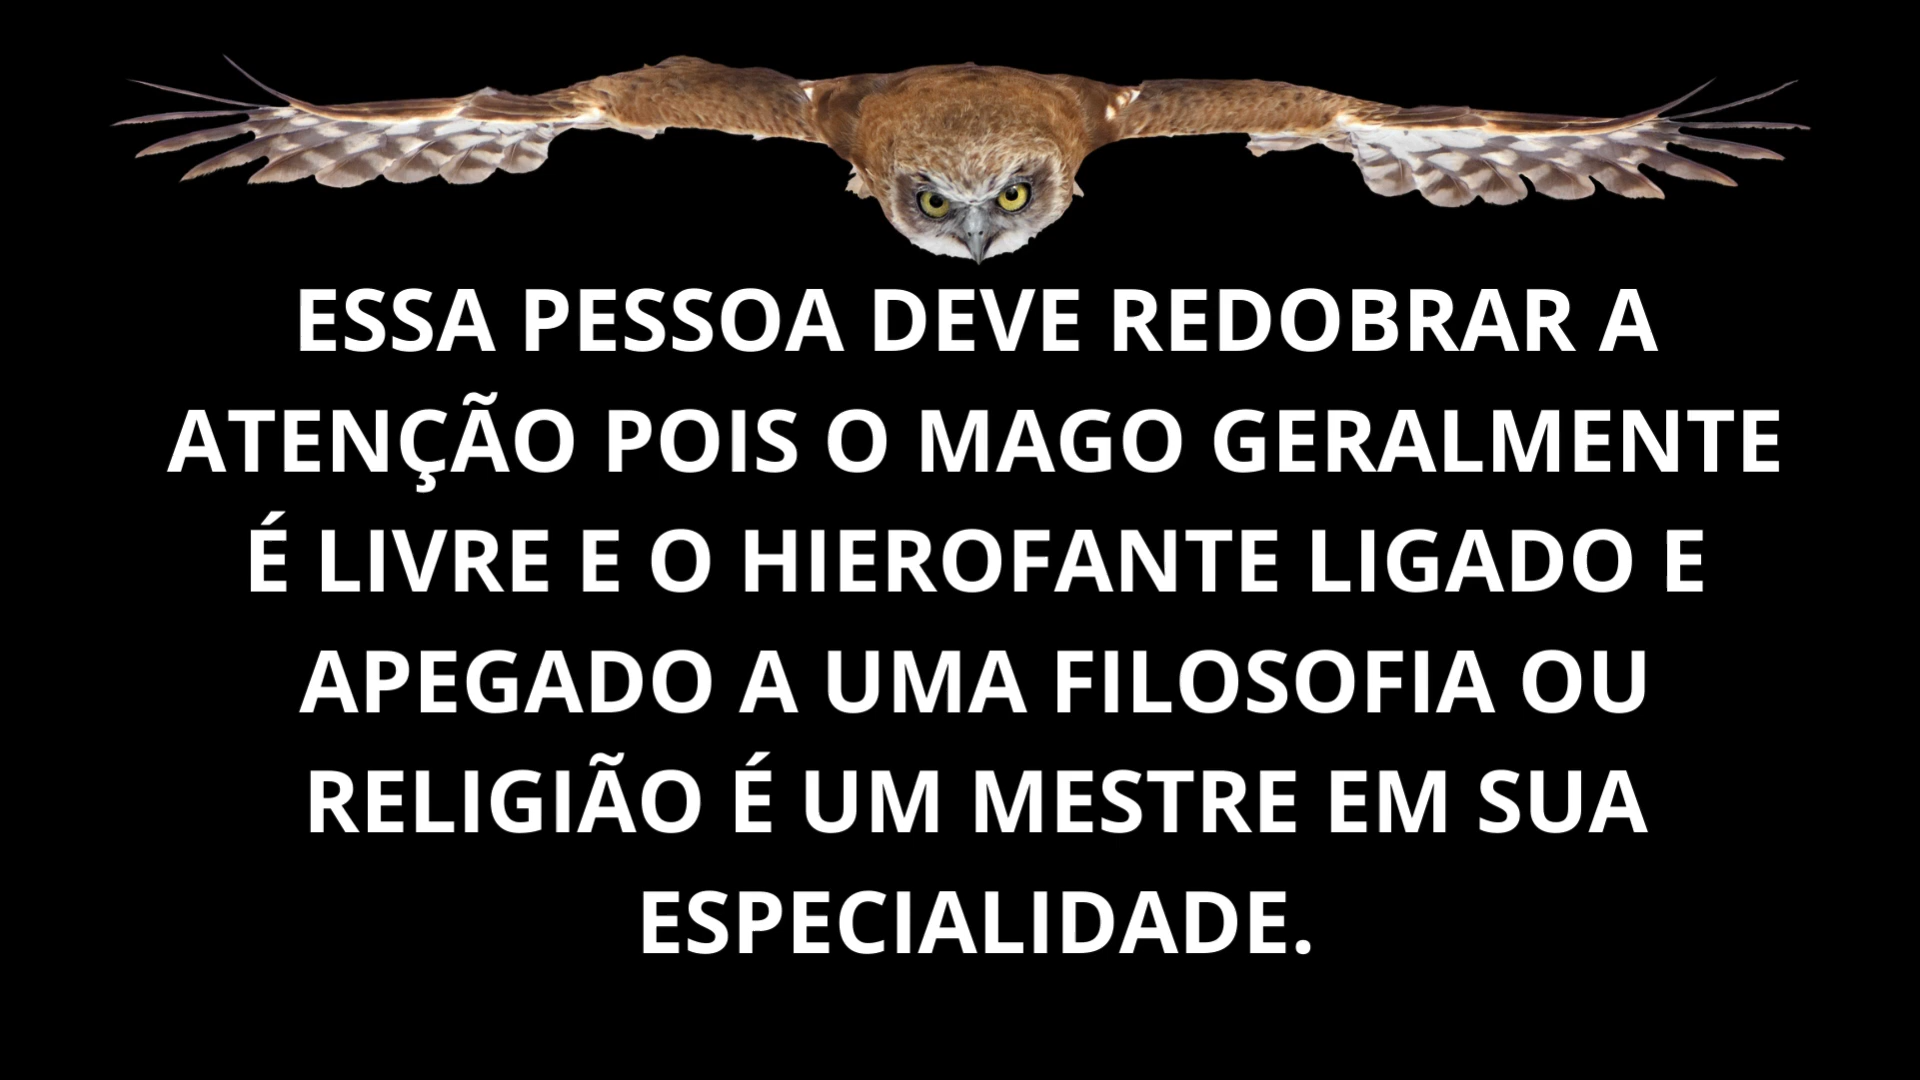 ESSA PESSOA DEVE REDOBRAR A
ATENÇÃO POIS O MAGO GERALMENTE
É LIVRE E O HIEROFANTE LIGADO E
APEGADO A UMA FILOSOFIA OU
RELIGIÃO É UM MESTRE EM SUA
ESPECIALIDADE.